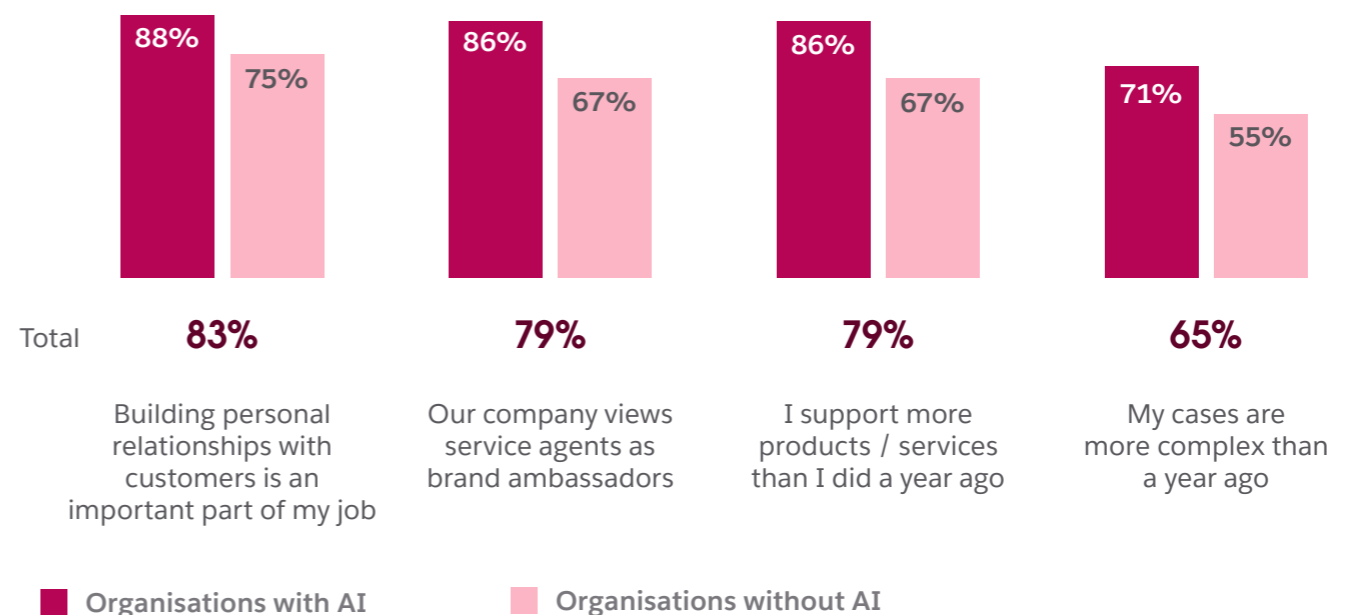 88%
75%
86%
67%
86%
67%
71%
55%
Total 83% 79% 79% 65%
Building personal
relationships with
customers is an
important part of my job
Our company views
service agents as
brand ambassadors
I support more
products / services
than I did a year ago
My cases are
more complex than
a year ago
Organisations with AI
Organisations without AI